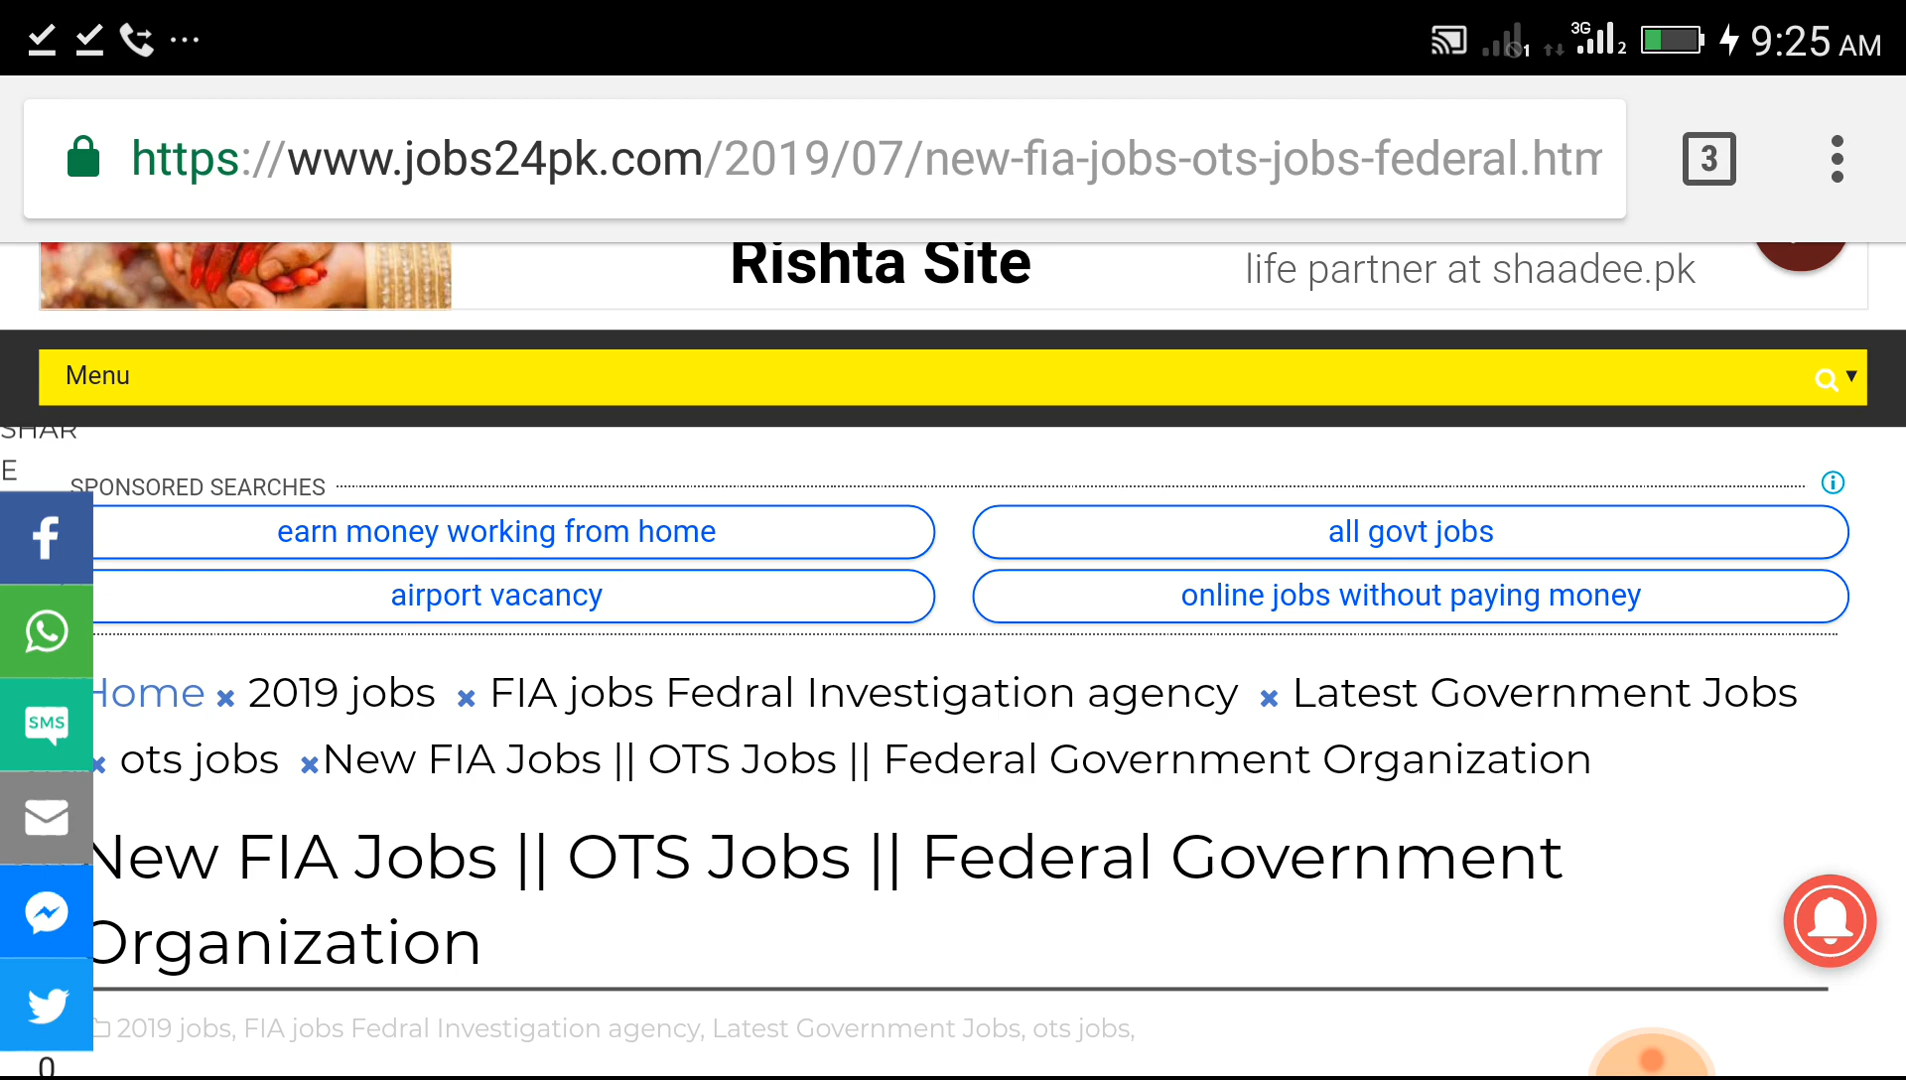 3G 1 2 9:25 AM
https://www.jobs24pk.com/2019/07/new-fia-jobs-ots-jobs-federal.htm
3
Rishta Site
life partner at shaadee.pk
Menu
SHAR
E
SPONSORED SEARCHES
earn money working from home
all govt jobs
airport vacancy
online jobs without paying money
Home × 2019 jobs × FIA jobs Fedral Investigation agency × Latest Government Jobs
× ots jobs ×New FIA Jobs || OTS Jobs || Federal Government Organization
SMS
New FIA Jobs || OTS Jobs || Federal Government
Organization
2019 jobs, FIA jobs Fedral Investigation agency, Latest Government Jobs, ots jobs,
0